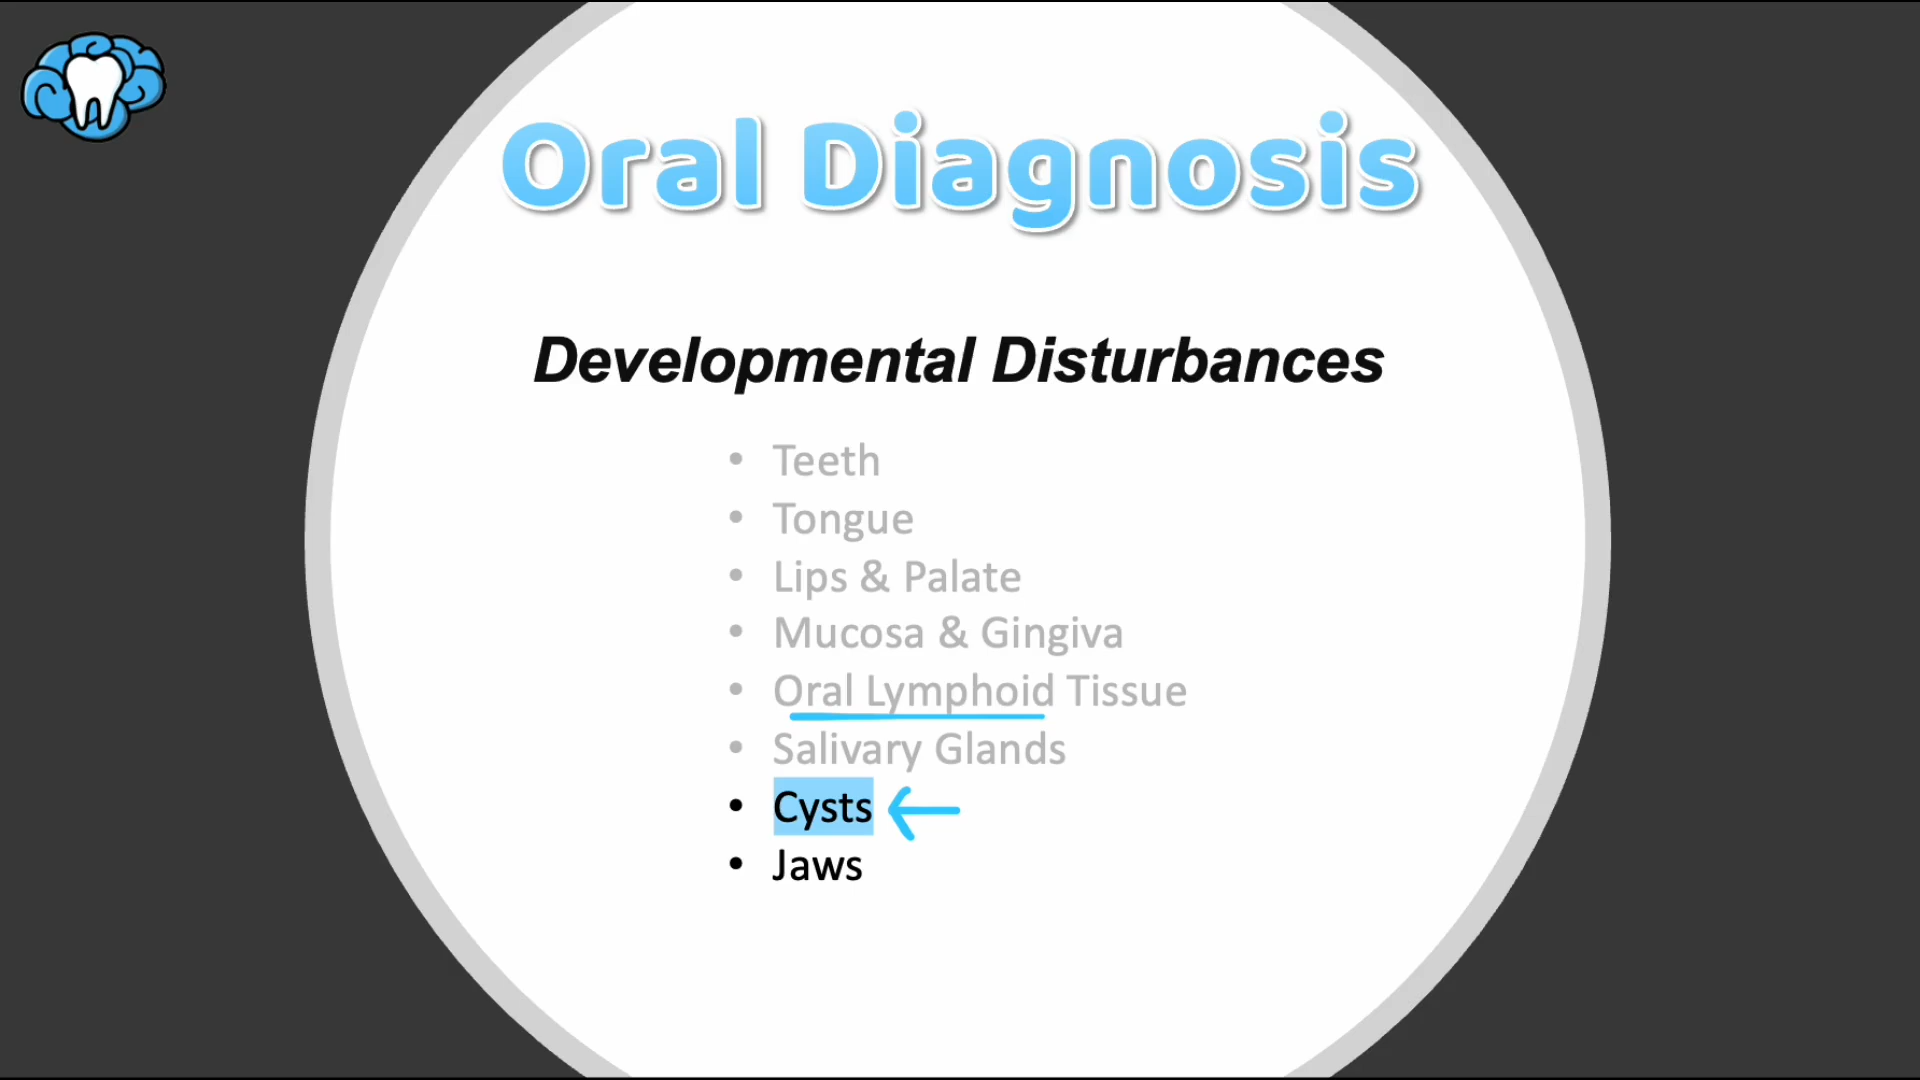 Oral Diagnosis
Developmental Disturbances
• Teeth
• Tongue
• Lips & Palate
• Mucosa & Gingiva
• Oral Lymphoid Tissue
• Salivary Glands
• Cysts
• Jaws